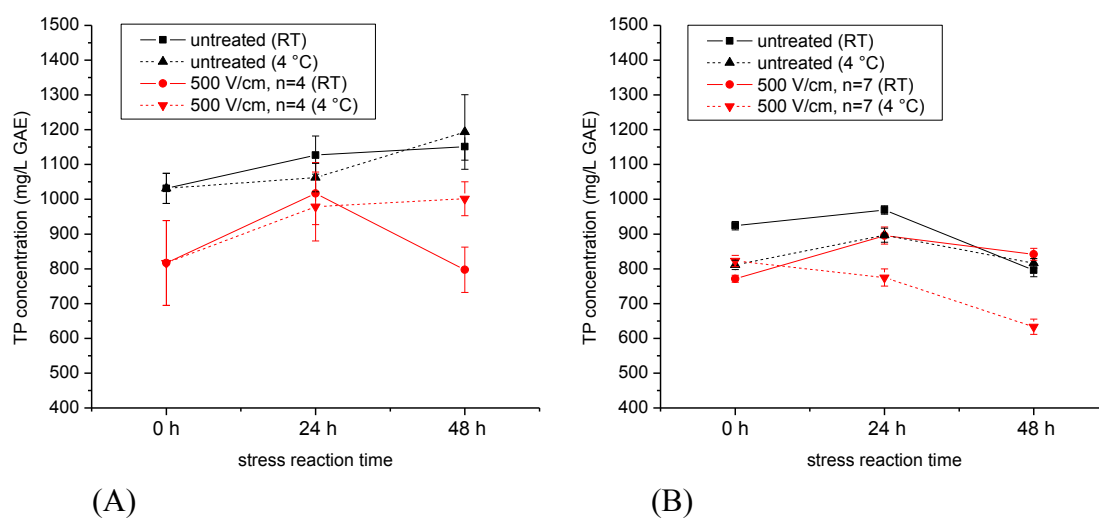 1500
1400
1300
1200
1100
1000
900
800
700
600
500
400
TP concentration (mg/L GAE)
untreated (RT)
untreated (4 °C)
500 V/cm, n=4 (RT)
500 V/cm, n=4 (4 °C)
0 h 24 h 48 h
stress reaction time
(A)
1500
1400
1300
1200
1100
1000
900
800
700
600
500
400
TP concentration (mg/L GAE)
untreated (RT)
untreated (4 °C)
500 V/cm, n=7 (RT)
500 V/cm, n=7 (4 °C)
0 h 24 h 48 h
stress reaction time
(B)